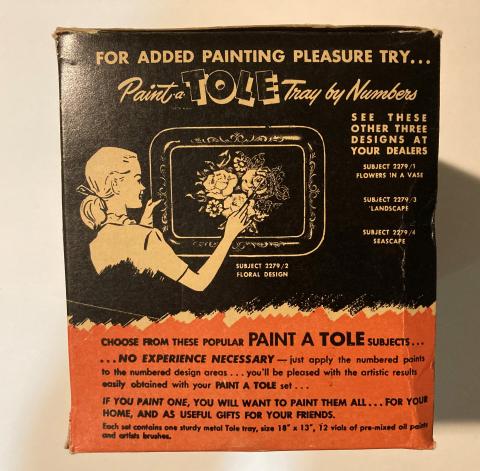 FOR ADDED PAINTING PLEASURE TRY...
Paint-a-TOLE Tray by Numbers
SEE THESE
OTHER THREE
DESIGNS AT
YOUR DEALERS
SUBJECT 2279/1
FLOWERS IN A VASE
SUBJECT 2279/3
LANDSCAPE
SUBJECT 2279/4
SEASCAPE
SUBJECT 2279/2
FLORAL DESIGN
CHOOSE FROM THESE POPULAR PAINT A TOLE SUBJECTS...
...NO EXPERIENCE NECESSARY — just apply the numbered paints
to the numbered design areas...you'll be pleased with the artistic results
easily obtained with your PAINT A TOLE set...
IF YOU PAINT ONE, YOU WILL WANT TO PAINT THEM ALL...FOR YOUR
HOME, AND AS USEFUL GIFTS FOR YOUR FRIENDS.
Each set contains one sturdy metal Tole tray, size 18" x 13", 12 vials of pre-mixed oil paints
and artists brushes.